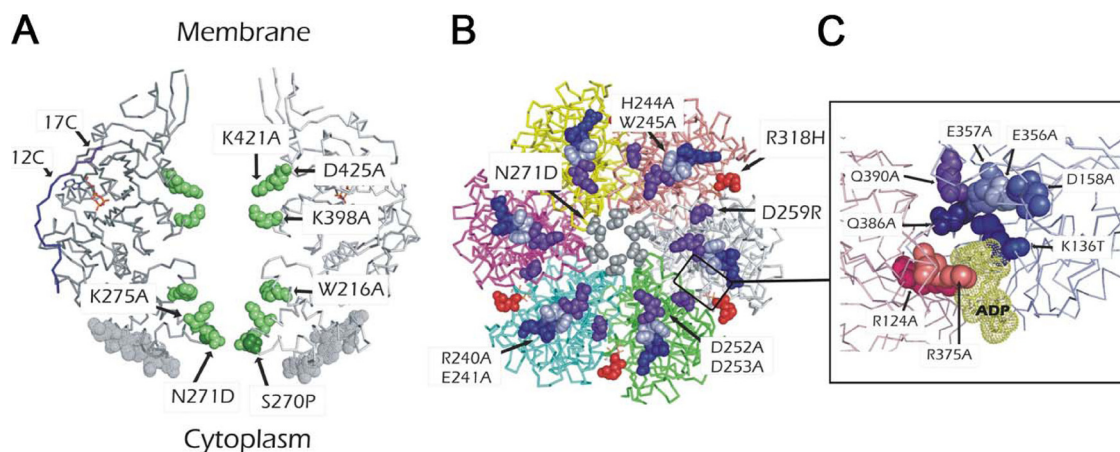 A
Membrane
17C
12C
K421A
D425A
K398A
K275A
W216A
N271D
S270P
Cytoplasm
B
H244A
W245A
R318H
N271D
D259R
R240A
E241A
D252A
D253A
C
E357A
E356A
Q390A
D158A
Q386A
K136T
ADP
R124A
R375A